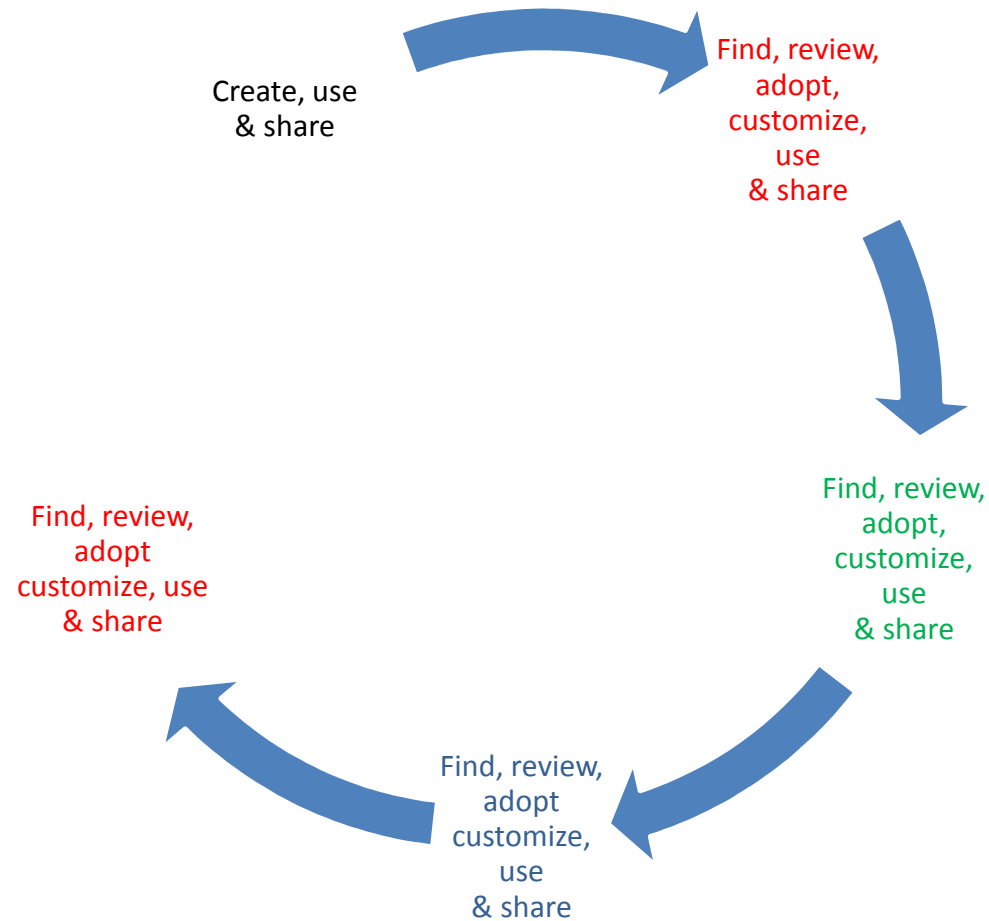 Create, use
& share
Find, review,
adopt,
customize,
use
& share
Find, review,
adopt,
customize,
use
& share
Find, review,
adopt
customize,
use
& share
Find, review,
adopt
customize, use
& share